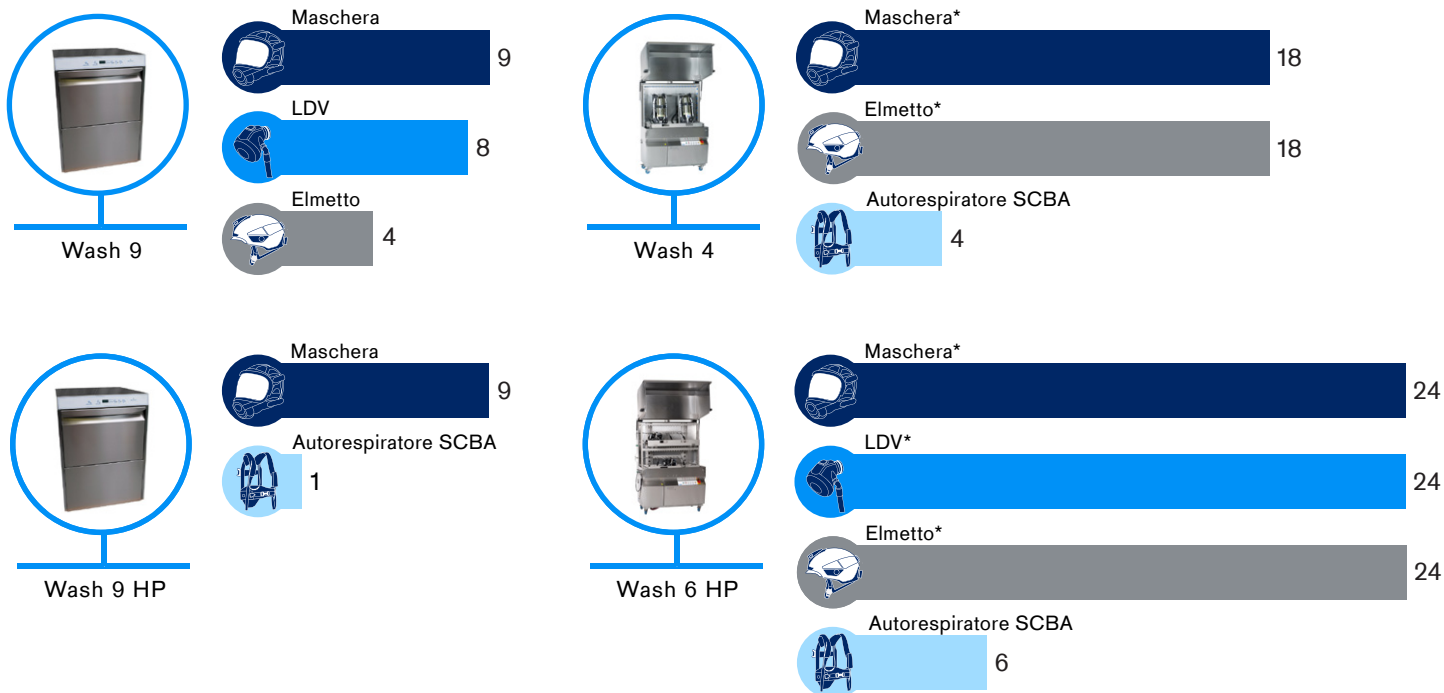 Maschera
9
LDV
8
Elmetto
4
Wash 9
Maschera*
18
Elmetto*
18
Autorespiratore SCBA
4
Wash 4
Maschera
9
Autorespiratore SCBA
1
Wash 9 HP
Maschera*
24
LDV*
24
Elmetto*
24
Autorespiratore SCBA
6
Wash 6 HP